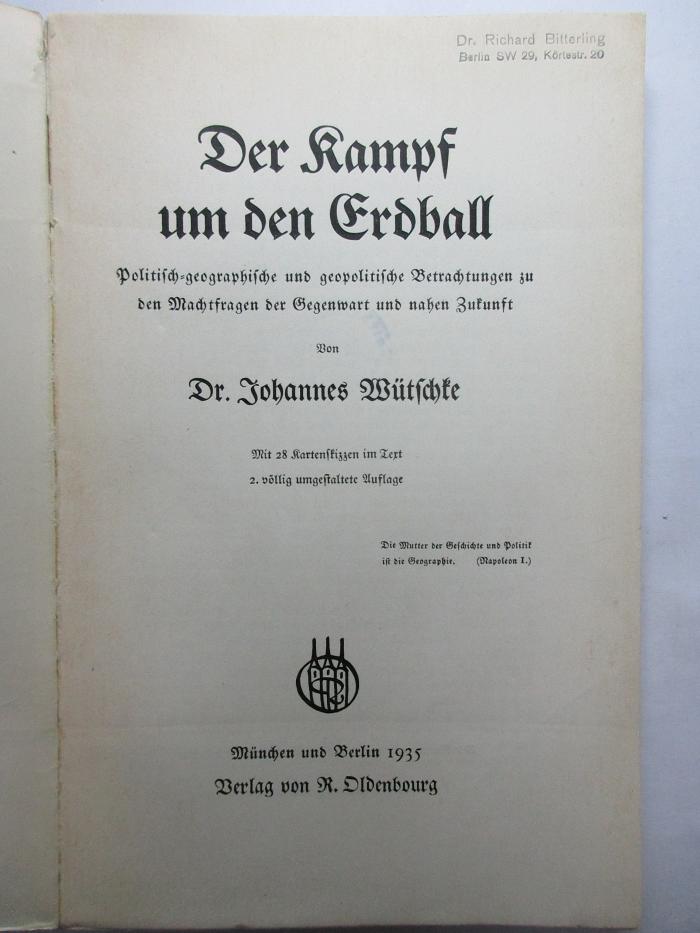 Dr. Richard Bitterling
Berlin SW 29, Körtestr. 20
Der Kampf
um den Erdball
Politisch-geographische und geopolitische Betrachtungen zu
den Machtfragen der Gegenwart und nahen Zukunft
Von
Dr. Johannes Wütschke
Mit 28 Kartenskizzen im Text
2. völlig umgestaltete Auflage
Die Mutter der Geschichte und Politik
ist die Geographie. (Napoleon I.)
München und Berlin 1935
Verlag von R. Oldenbourg